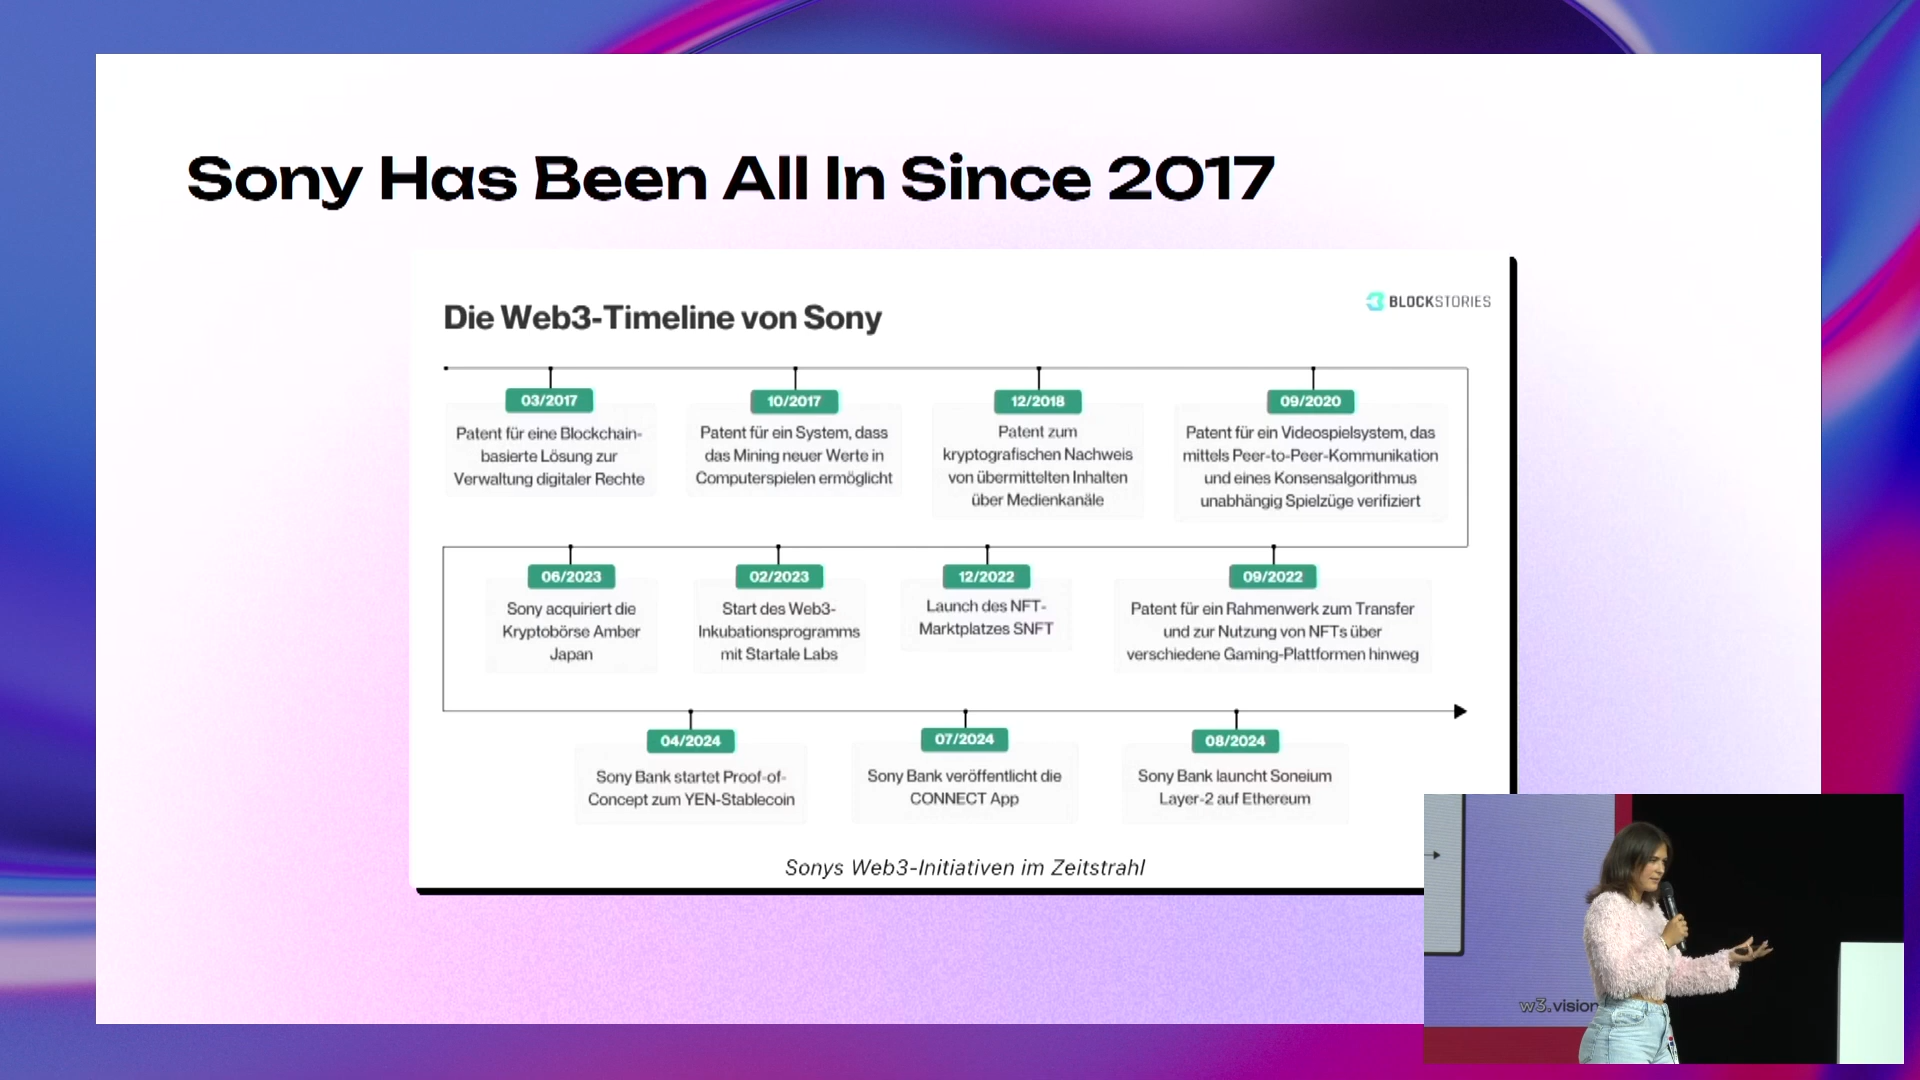 Sony Has Been All In Since 2017
Die Web3-Timeline von Sony
BLOCKSTORIES
03/2017
Patent für eine Blockchain-
basierte Lösung zur
Verwaltung digitaler Rechte
10/2017
Patent für ein System, dass
das Mining neuer Werte in
Computerspielen ermöglicht
12/2018
Patent zum
kryptografischen Nachweis
von übermittelten Inhalten
über Medienkanäle
09/2020
Patent für ein Videospielsystem, das
mittels Peer-to-Peer-Kommunikation
und eines Konsensalgorithmus
unabhängig Spielzüge verifiziert
06/2023
Sony acquiriert die
Kryptobörse Amber
Japan
02/2023
Start des Web3-
Inkubationsprogramms
mit Startale Labs
12/2022
Launch des NFT-
Marktplatzes SNFT
09/2022
Patent für ein Rahmenwerk zum Transfer
und zur Nutzung von NFTs über
verschiedene Gaming-Plattformen hinweg
04/2024
Sony Bank startet Proof-of-
Concept zum YEN-Stablecoin
07/2024
Sony Bank veröffentlicht die
CONNECT App
08/2024
Sony Bank launcht Soneium
Layer-2 auf Ethereum
Sonys Web3-Initiativen im Zeitstrahl
w3.vision